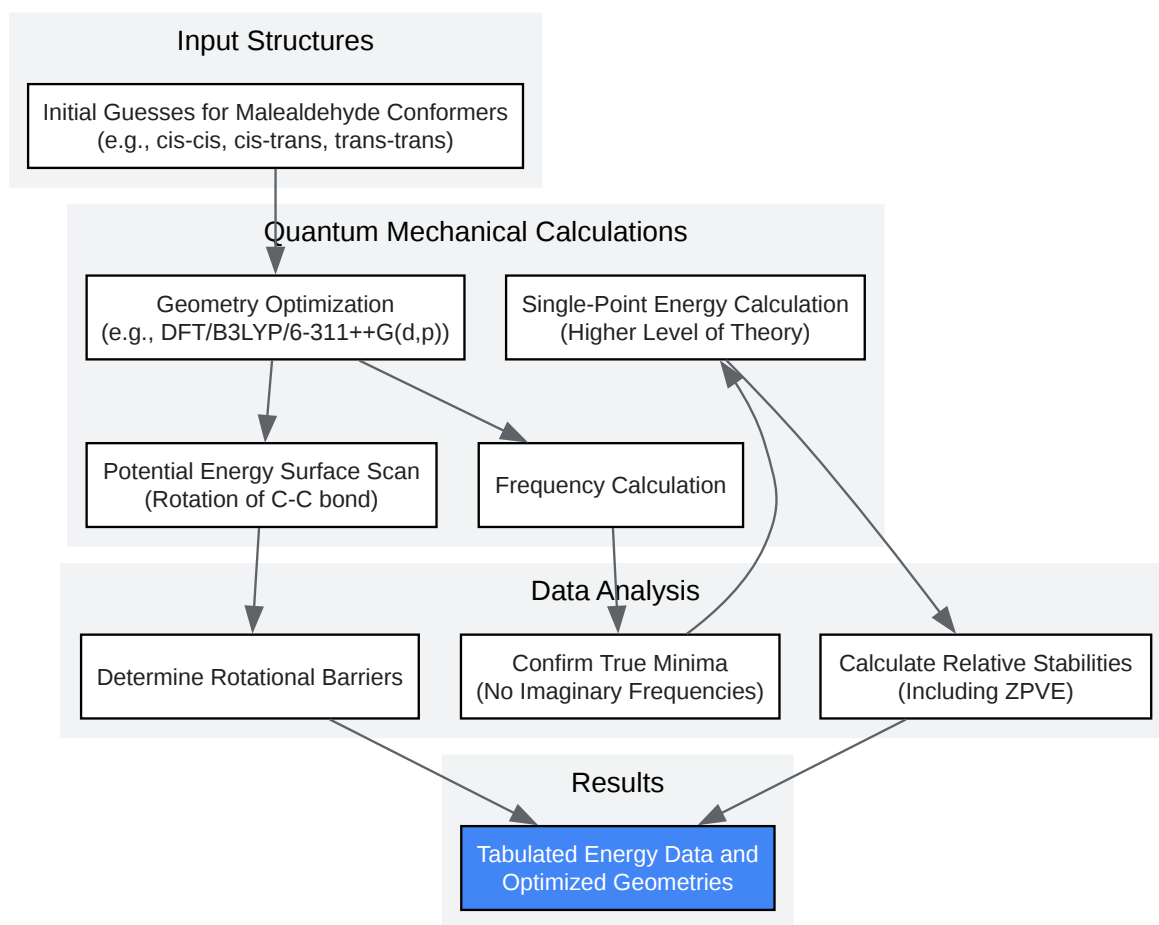 Input Structures
Initial Guesses for Malealdehyde Conformers
(e.g., cis-cis, cis-trans, trans-trans)
Quantum Mechanical Calculations
Geometry Optimization
(e.g., DFT/B3LYP/6-311++G(d,p))
Single-Point Energy Calculation
(Higher Level of Theory)
Potential Energy Surface Scan
(Rotation of C-C bond)
Frequency Calculation
Data Analysis
Determine Rotational Barriers
Confirm True Minima
(No Imaginary Frequencies)
Calculate Relative Stabilities
(Including ZPVE)
Results
Tabulated Energy Data and
Optimized Geometries